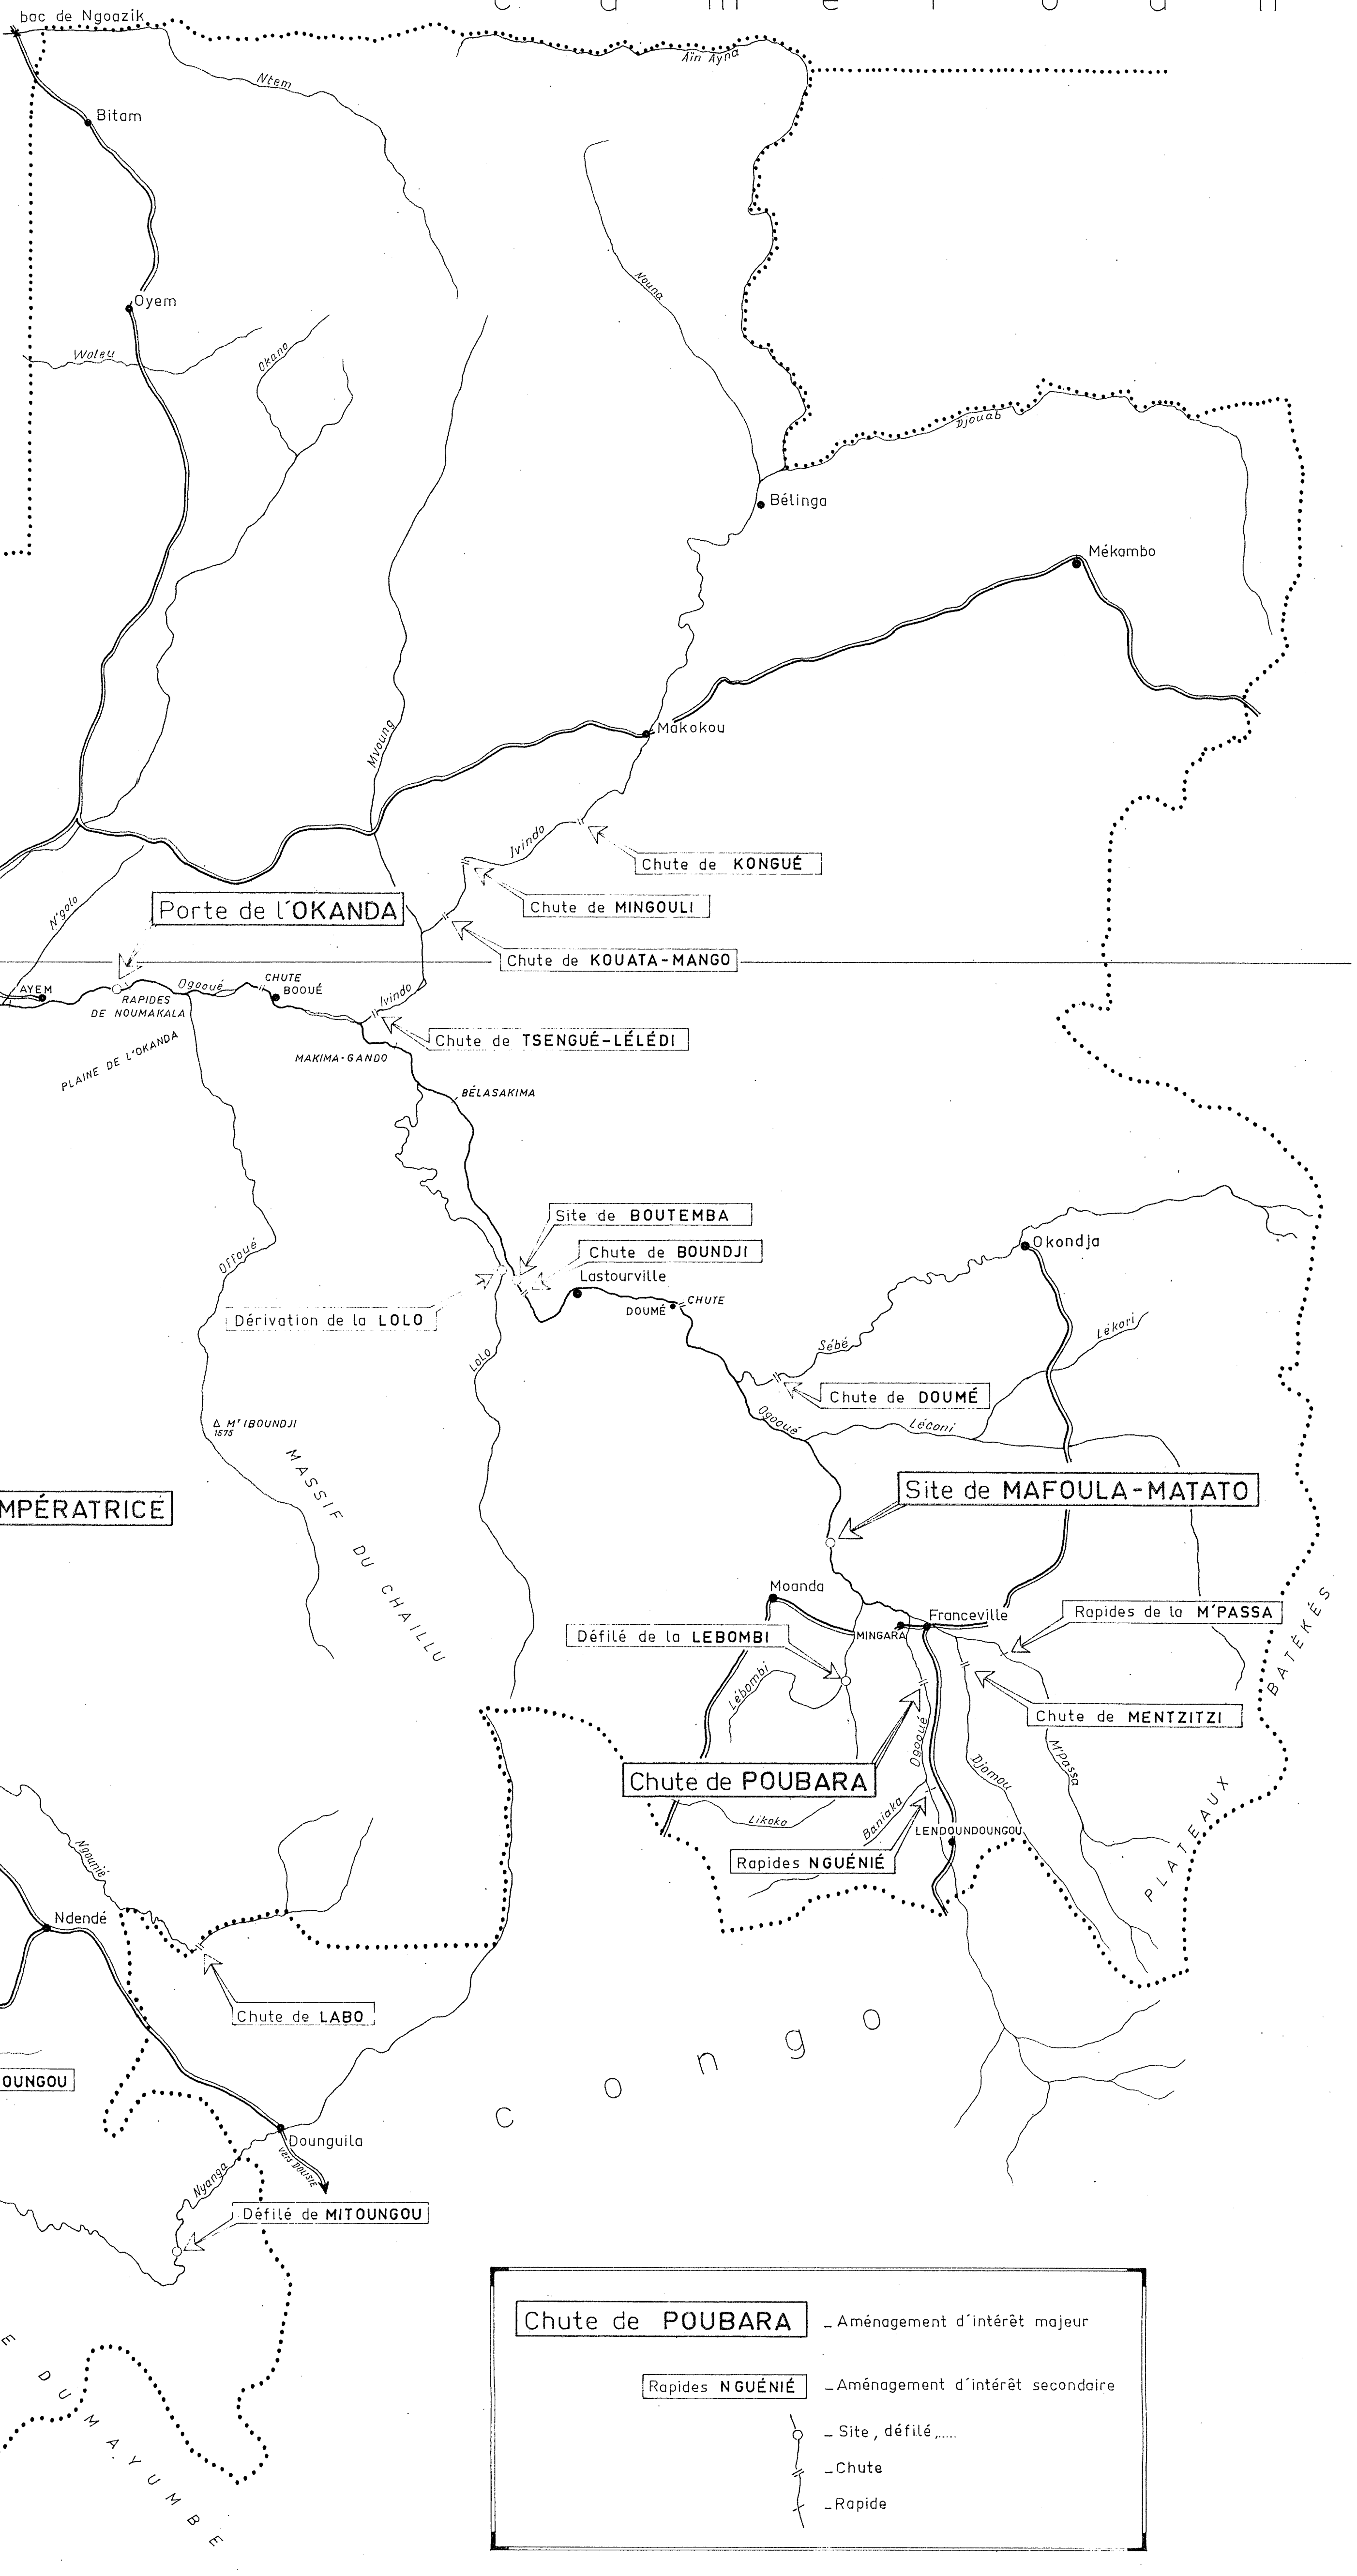 c a m e r o u n
bac de Ngoazik
Aïn Ayna
Ntem
Bitam
Nouna
Oyem
Woleu
Okano
Djouab
Bélinga
Mékambo
Mvoung
Makokou
Ivindo
Chute de KONGUÉ
N'golo
Porte de l'OKANDA
Chute de MINGOULI
Chute de KOUATA-MANGO
AYEM
RAPIDES
DE NOUMAKALA
Ogooué
CHUTE
BOOUÉ
Ivindo
PLAINE DE L'OKANDA
Chute de TSENGUÉ-LÉLÉDI
MAKIMA-GANDO
BÉLASAKIMA
Site de BOUTEMBA
Chute de BOUNDJI
Okondja
Offoué
Lastourville
Dérivation de la LOLO
DOUMÉ
CHUTE
Lékori
Sébé
LOLO
Chute de DOUMÉ
Δ Mᵗ IBOUNDJI
1575
Ogooué
Léconi
MASSIF DU CHAILLU
MPÉRATRICE
Site de MAFOULA-MATATO
Moanda
Franceville
Rapides de la M'PASSA
Défilé de la LEBOMBI
MINGARA
BATÉKÉS
Lébombi
Chute de MENTZITZI
Ogooué
Djomou
M'Passa
Chute de POUBARA
PLATEAUX
Likoko
Baniaka
LENDOUNDOUNGOU
Rapides NGUÉNIÉ
Ngounié
Ndendé
Chute de LABO
c o n g o
OUNGOU
Dounguila
vers DOLISIE
Nyanga
Défilé de MITOUNGOU
E DU MAYUMBE
Chute de POUBARA _ Aménagement d'intérêt majeur
Rapides NGUÉNIÉ _ Aménagement d'intérêt secondaire
_ Site, défilé,.....
_ Chute
_ Rapide